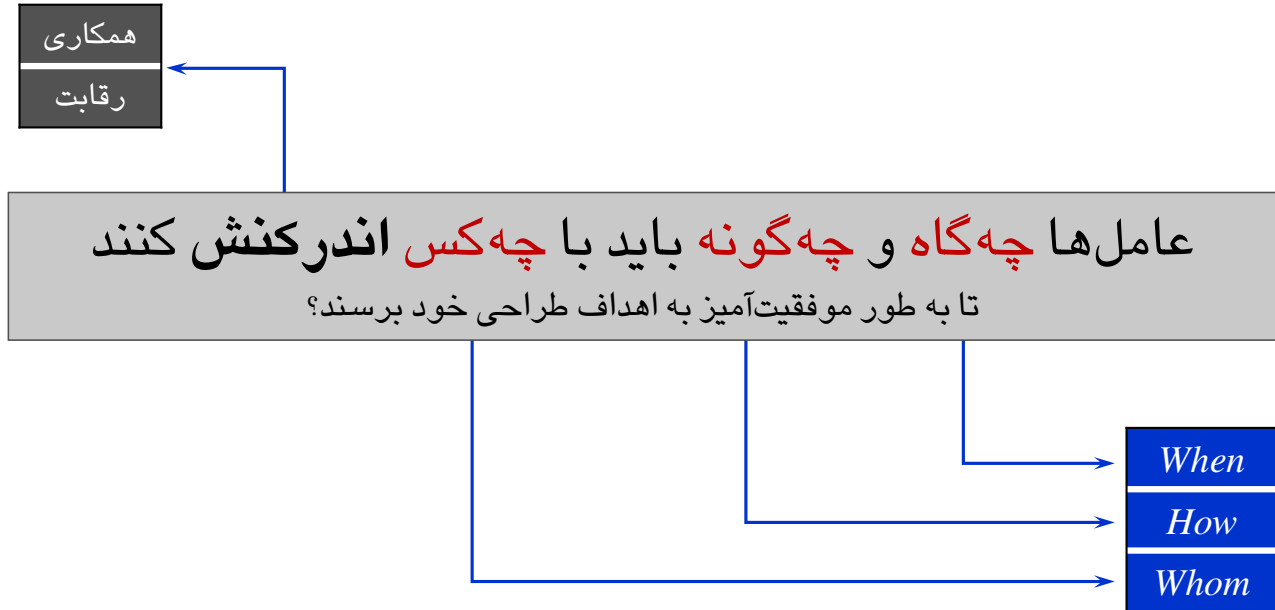 همکاری
رقابت
عامل‌ها چه‌گاه و چه‌گونه باید با چه‌کس اندرکنش کنند
تا به طور موفقیت‌آمیز به اهداف طراحی خود برسند؟
When
How
Whom